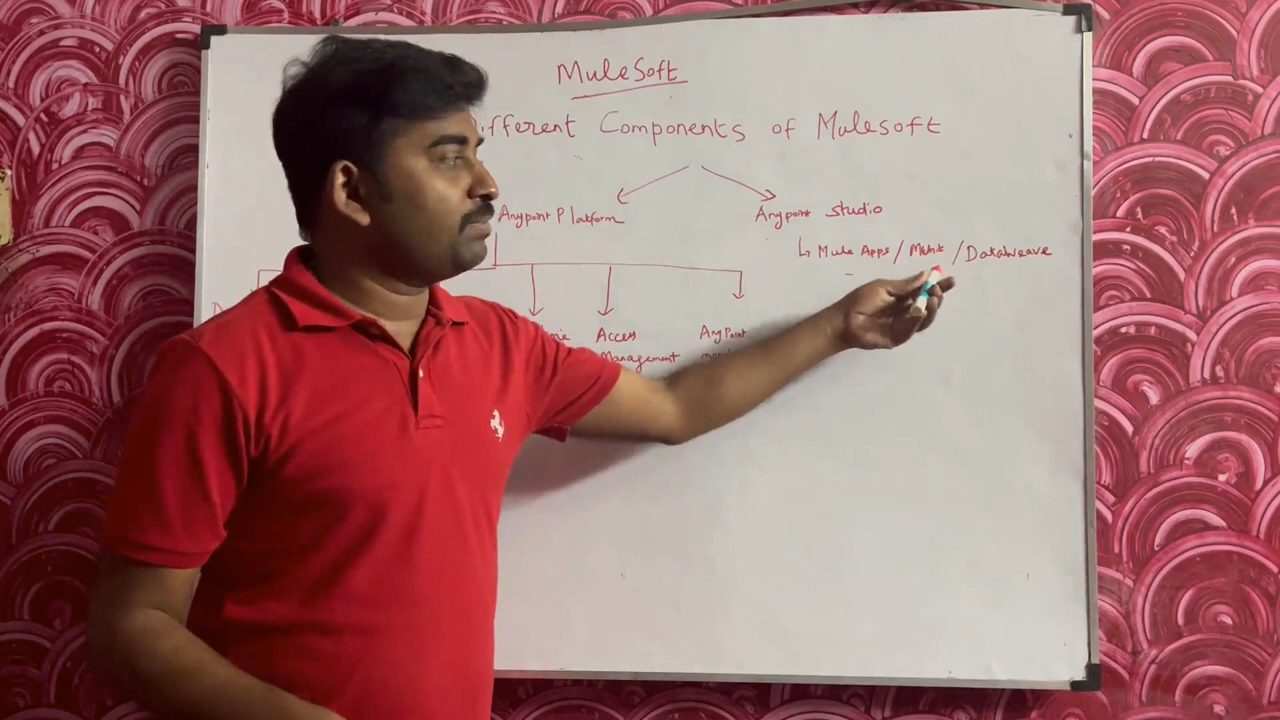 MuleSoft
ifferent Components of Mulesoft
Anypoint Platform
Anypoint studio
↳ Mule Apps / MUnit / DataWeave
Access
Management
AnyPoint